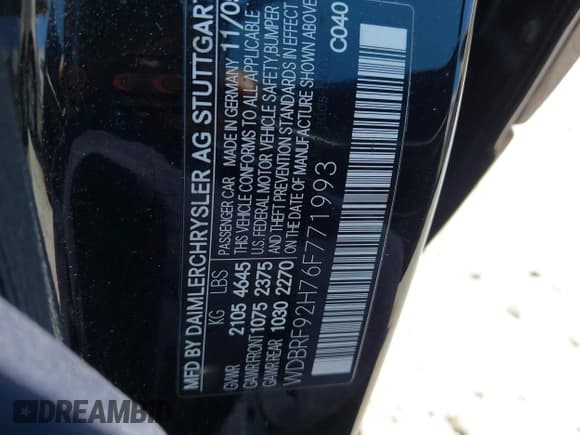 MFD. BY DAIMLERCHRYSLER AG STUTTGART
PASSENGER CAR MADE IN GERMANY 11/0
KG LBS THIS VEHICLE CONFORMS TO ALL APPLICABLE
GVWR 2105 4645 U.S. FEDERAL MOTOR VEHICLE SAFETY, BUMPER
GAWR FRONT 1075 2375 AND THEFT PREVENTION STANDARDS IN EFFECT
GAWR REAR 1030 2270 ON THE DATE OF MANUFACTURE SHOWN ABOVE
WDBRF92H76F771993
C040
DREAMBID